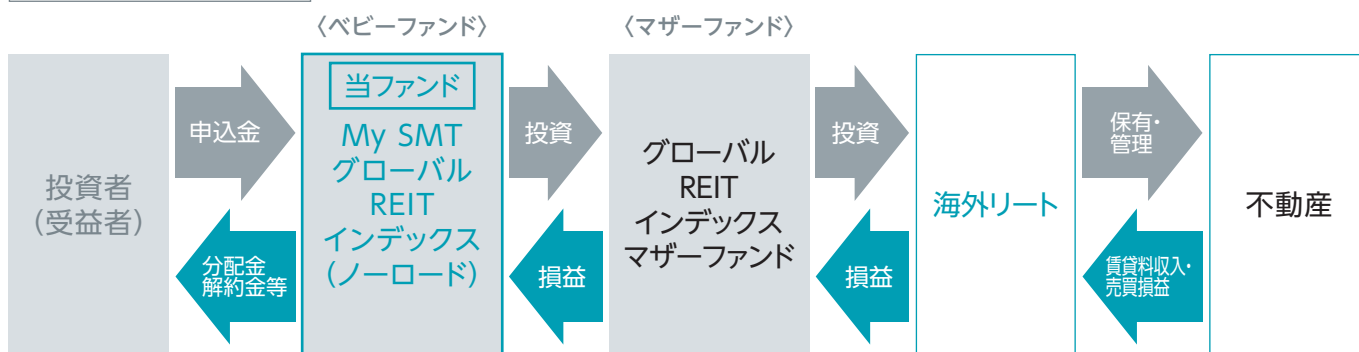 〈ベビーファンド〉
〈マザーファンド〉
投資者
(受益者)
申込金
分配金
解約金等
当ファンド
My SMT
グローバル
REIT
インデックス
(ノーロード)
投資
損益
グローバル
REIT
インデックス
マザーファンド
投資
損益
海外リート
保有・
管理
賃貸料収入・
売買損益
不動産